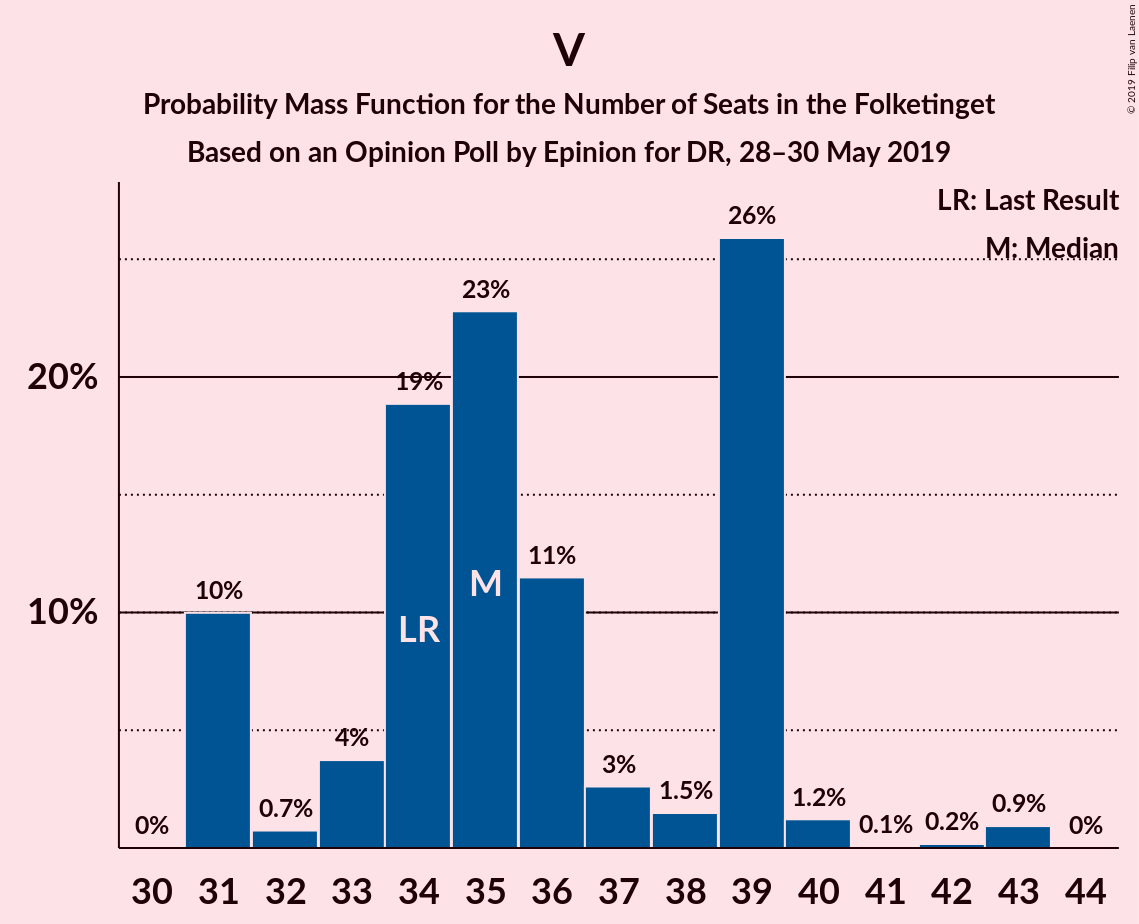 V
Probability Mass Function for the Number of Seats in the Folketinget
Based on an Opinion Poll by Epinion for DR, 28–30 May 2019
© 2019 Filip van Laenen
LR: Last Result
M: Median
26%
23%
20%
19%
11%
M
10%
10%
LR
4%
3%
1.5%
1.2%
0.9%
0.7%
0.2%
0.1%
0%
0%
30 31 32 33 34 35 36 37 38 39 40 41 42 43 44